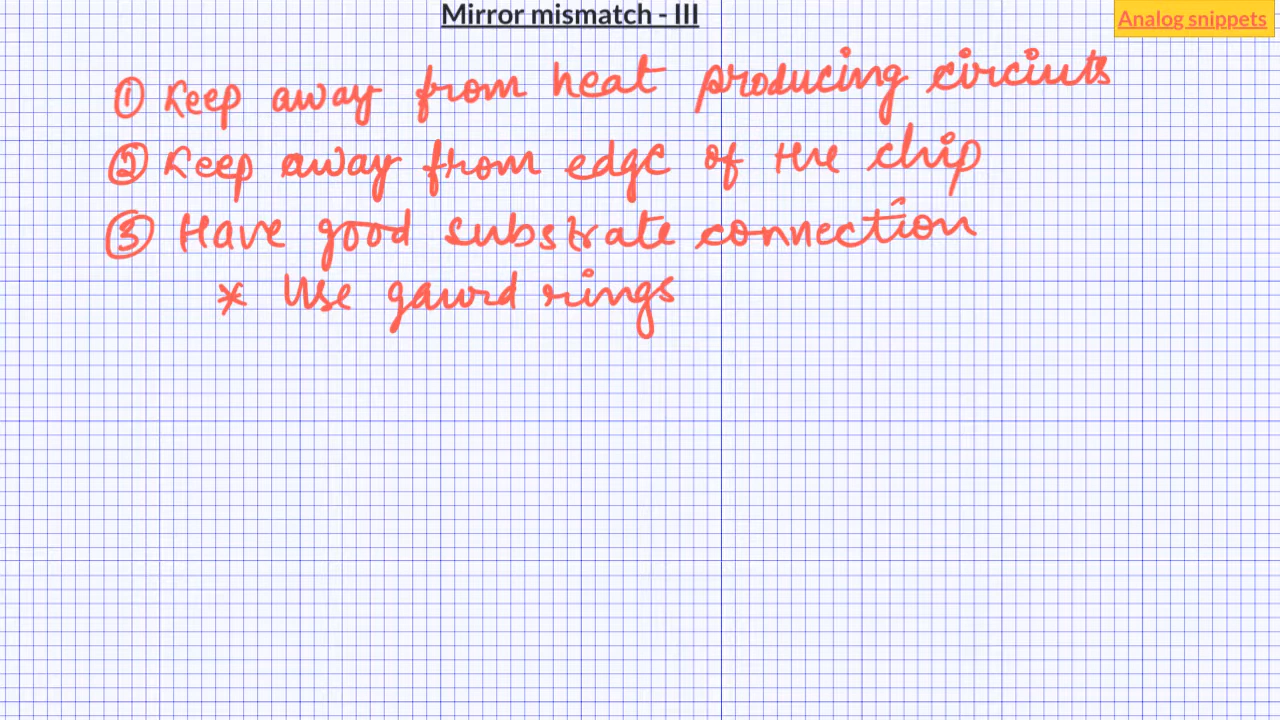 Mirror mismatch - III
Analog snippets
① Keep away from heat producing circiuts
② Keep away from edge of the chip
③ Have good substrate connection
* Use gaurd rings